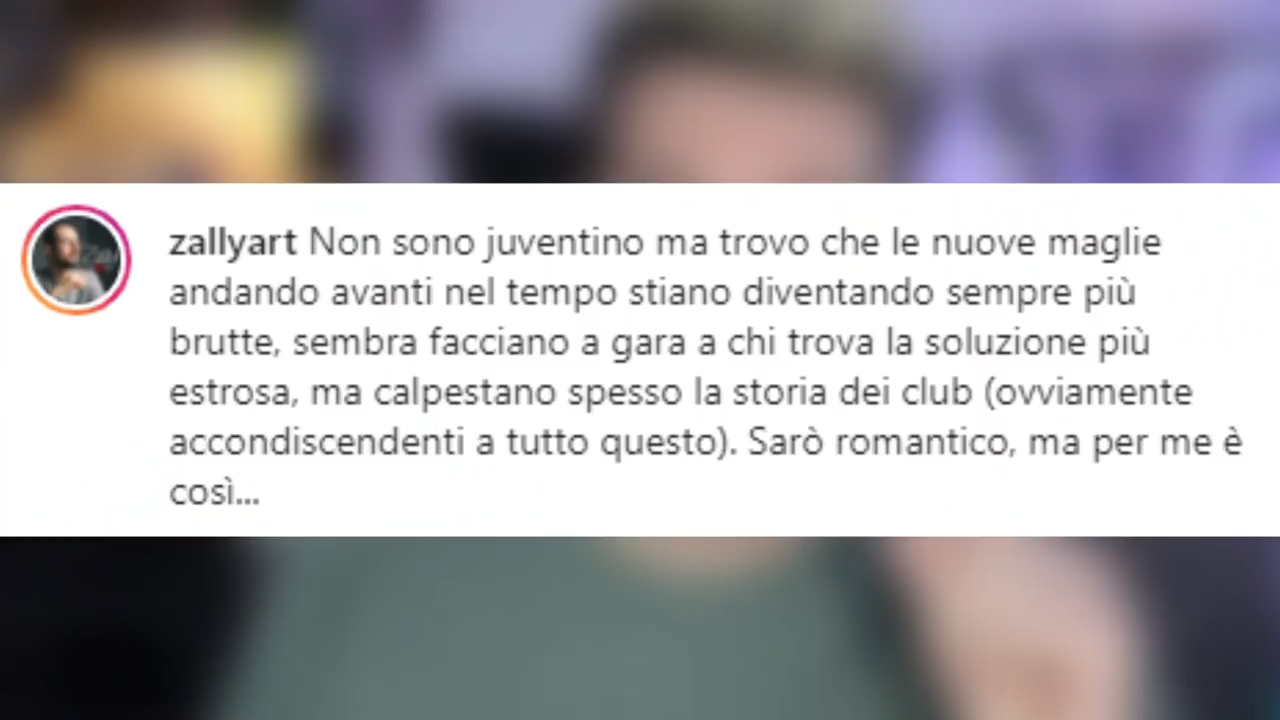 zallyart Non sono juventino ma trovo che le nuove maglie
andando avanti nel tempo stiano diventando sempre più
brutte, sembra facciano a gara a chi trova la soluzione più
estrosa, ma calpestano spesso la storia dei club (ovviamente
accondiscendenti a tutto questo). Sarò romantico, ma per me è
così...